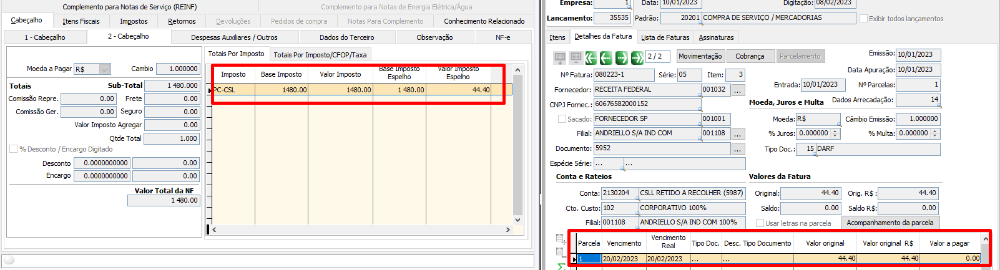 Complemento para Notas de Serviço (REINF)
Complemento para Notas de Energia Elétrica/Água
Cabeçalho
Itens Fiscais
Impostos
Retornos
Devoluções
Pedidos de compra
Notas Para Complemento
Conhecimento Relacionado
1 - Cabeçalho
2 - Cabeçalho
Despesas Auxiliares / Outros
Dados do Terceiro
Observação
NF-e
Moeda a Pagar R$
Cambio 1.000000
Totais
Sub-Total 1 480.000
Comissão Repre. 0.00
Frete 0.00
Comissão Ger. 0.00
Seguro 0.00
Valor Imposto Agregar 0.00
Qtde Total 1.000
% Desconto / Encargo Digitado
Desconto 0.0000000000 0.00
Encargo 0.0000000000 0.00
Valor Total da NF
1 480.00
Totais Por Imposto
Totais Por Imposto/CFOP/Taxa
Imposto Base Imposto Valor Imposto Base Imposto Espelho Valor Imposto Espelho
PC-CSL 1480.00 1480.00 1 480.00 44.40
Empresa: 1 Data: 10/01/2023 Digitação: 08/02/2023
Lancamento: 35535 Padrão: 20201 COMPRA DE SERVIÇO / MERCADORIAS Exibir todos lançamentos
Itens Detalhes da Fatura Lista de Faturas Assinaturas
2 / 2 Movimentação Cobrança Parcelamento
Emissão: 10/01/2023
Data Apuração: 10/01/2023
Nº Fatura: 080223-1 Série: 05 Item: 3
Entrada: 10/01/2023 Nº Parcelas: 1
Fornecedor: RECEITA FEDERAL 001032 ...
Moeda, Juros e Multa
Dados Arrecadação: 14
CNPJ Fornec.: 60676582000152
Sacado: FORNECEDOR SP 001001
Moeda: R$ Câmbio Emissão: 1.000000
Filial: ANDRIELLO S/A IND COM 001108 ...
% Juros: 0.000000 % Multa: 0.000000
Documento: 5952 ...
Tipo Doc.: 15 DARF
Espécie Série: ... ...
Conta e Rateios
Valores da Fatura
Conta: 2130204 CSLL RETIDO A RECOLHER (5987)
Original: 44.40 Orig. R$ : 44.40
Cto. Custo: 102 CORPORATIVO 100%
Saldo: 0.00 Saldo R$: 0.00
Filial: 001108 ANDRIELLO S/A IND COM 100%
Usar letras na parcela
Acompanhamento da parcela
Parcela Vencimento Vencimento Real Tipo Doc. Desc. Tipo Documento Valor original Valor original R$ Valor a pagar
1 20/02/2023 20/02/2023 ... ... 44.40 44.40 0.00